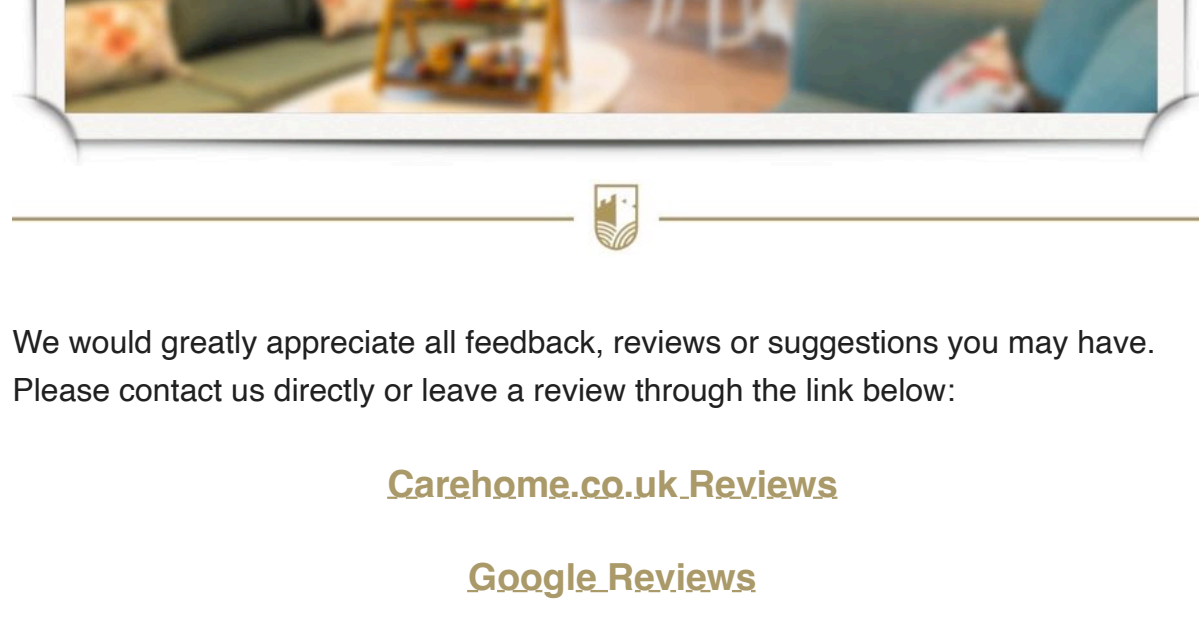 We would greatly appreciate all feedback, reviews or suggestions you may have.
Please contact us directly or leave a review through the link below:
Carehome.co.uk Reviews
Google Reviews